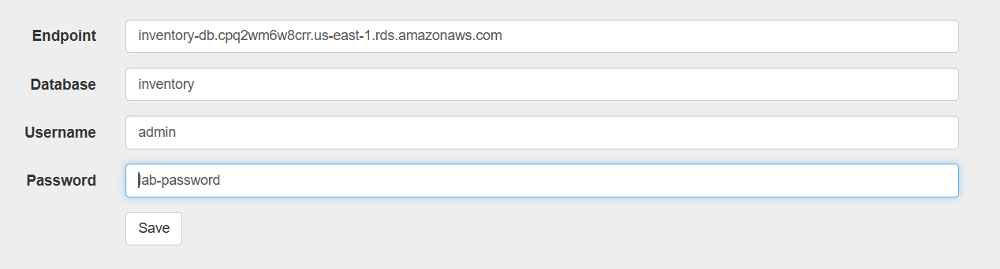 Endpoint inventory-db.cpq2wm6w8crr.us-east-1.rds.amazonaws.com
Database inventory
Username admin
Password lab-password
Save